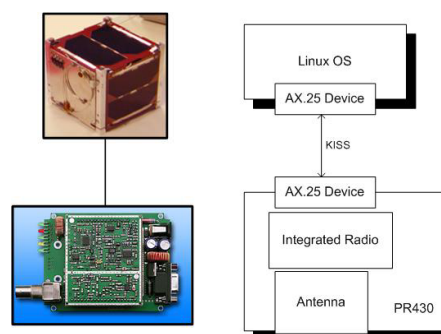 Linux OS
AX.25 Device
KISS
AX.25 Device
Integrated Radio
Antenna
PR430